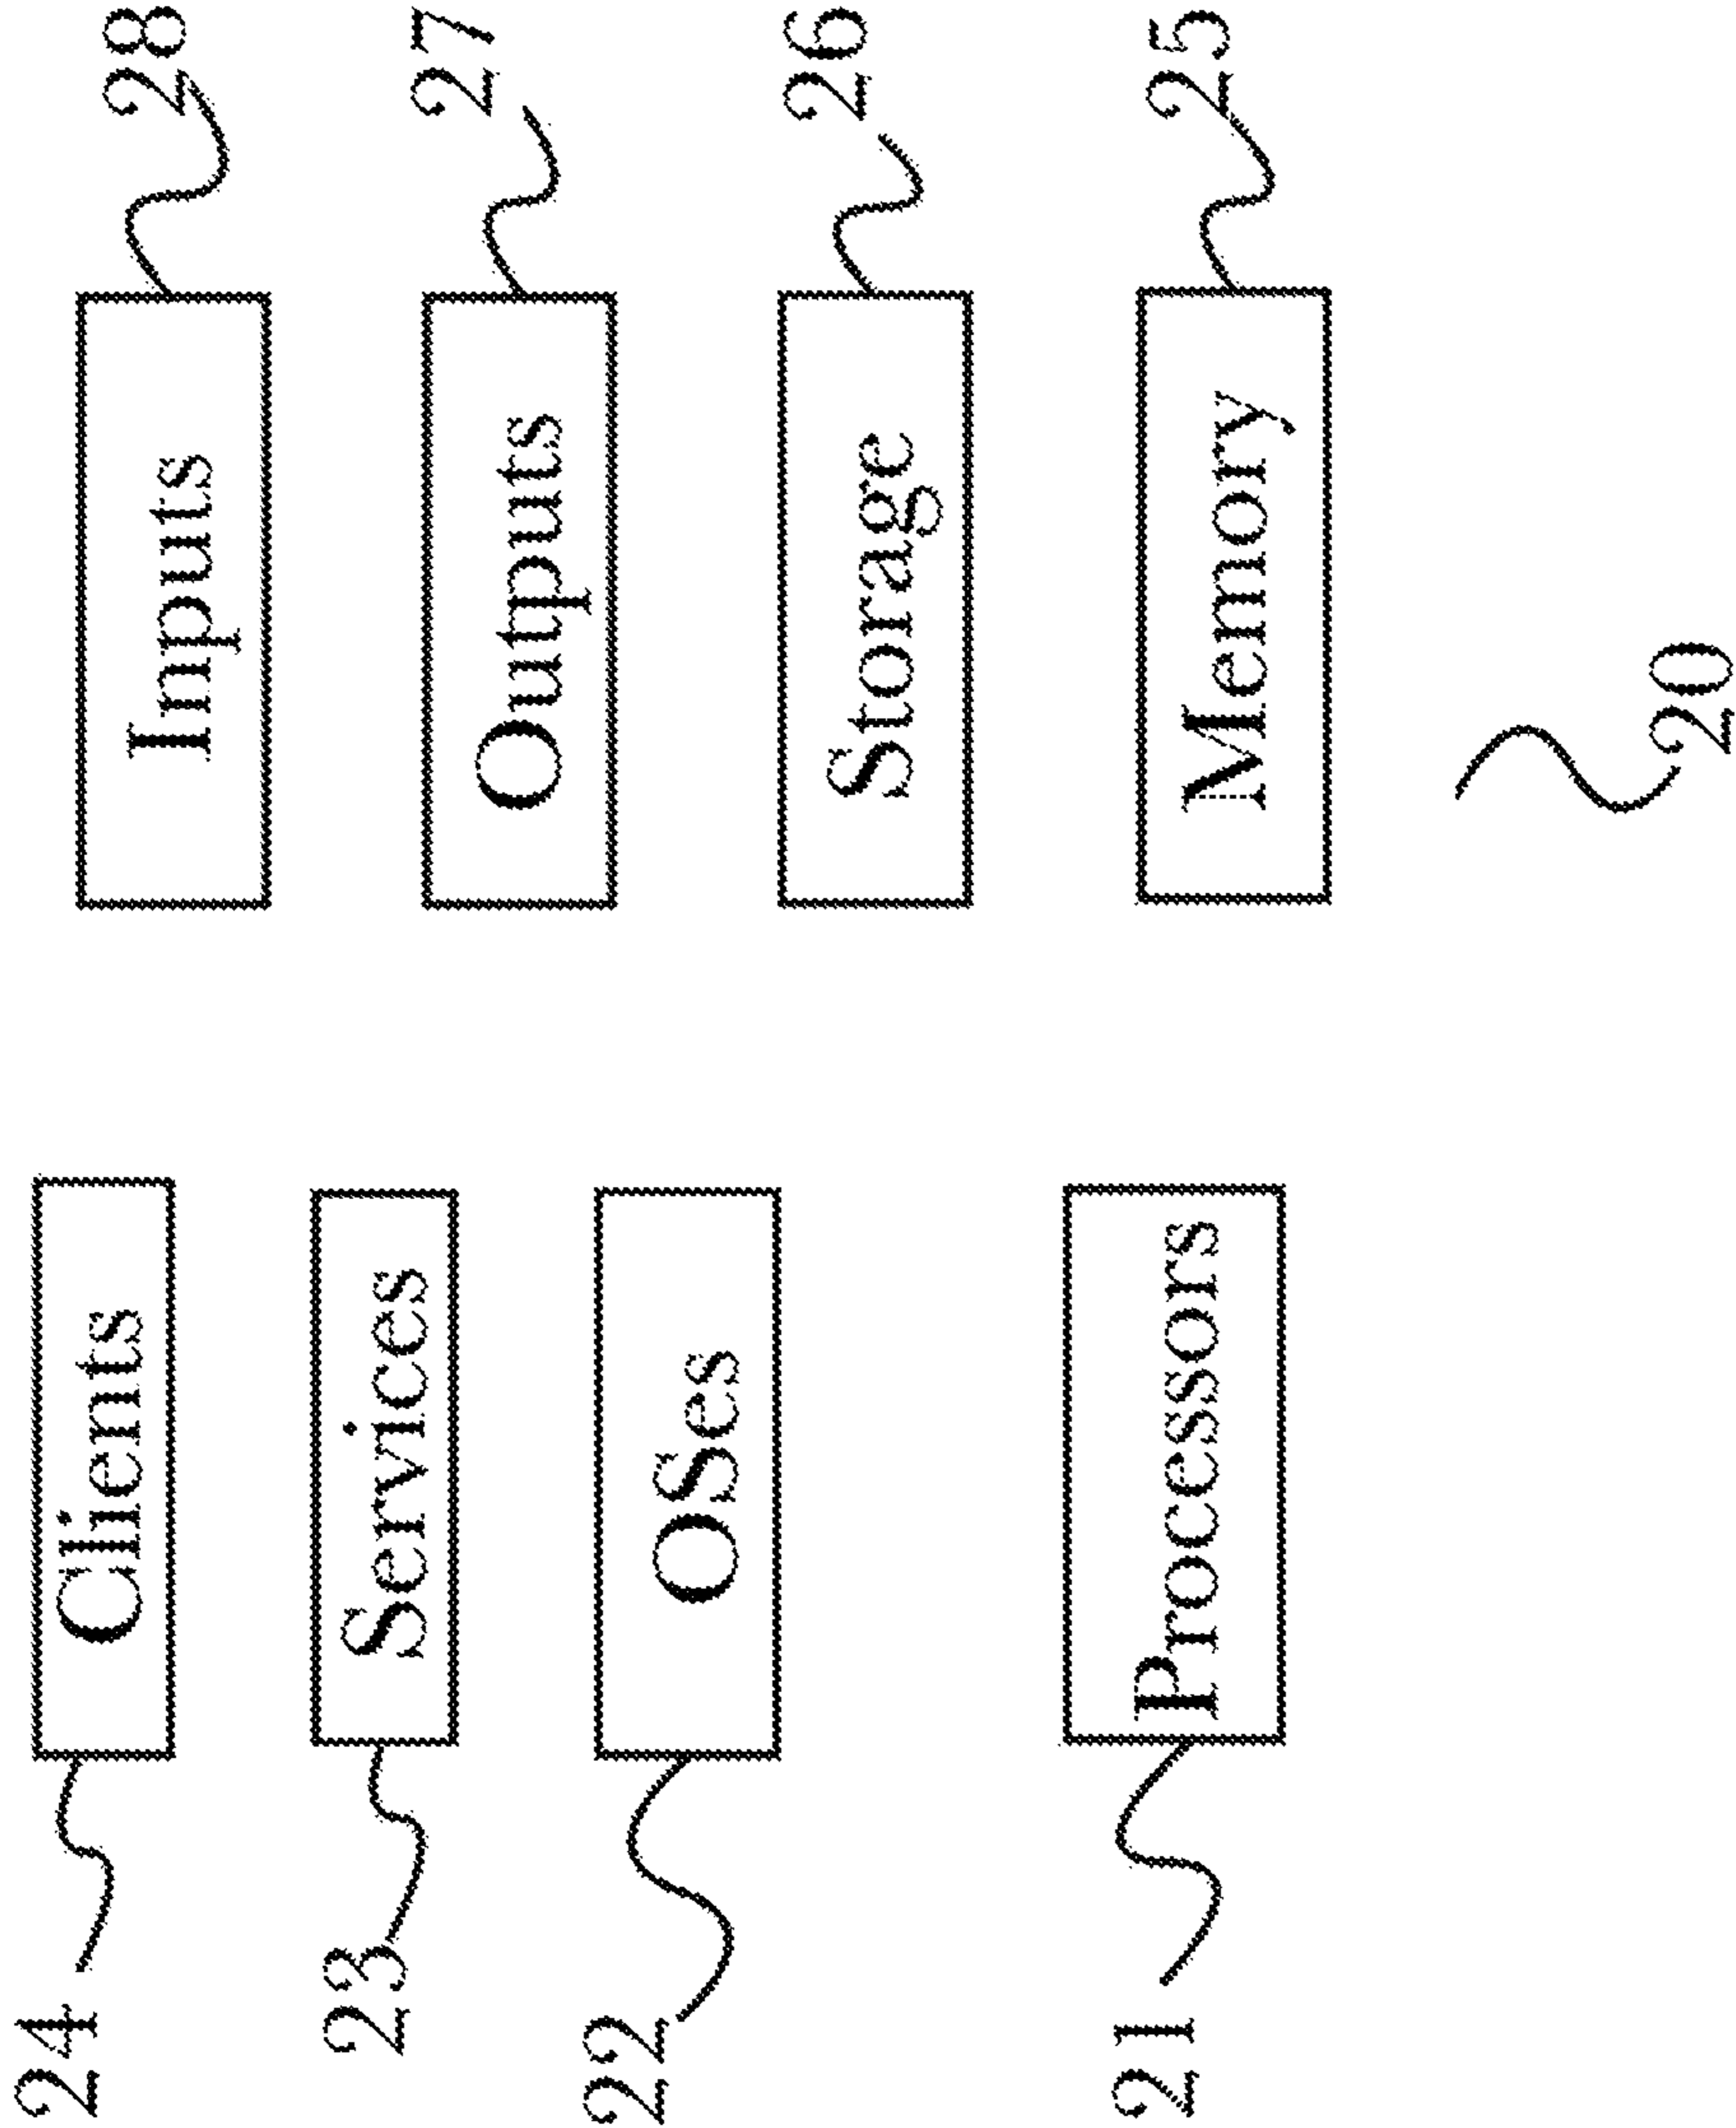 24 Clients Inputs 28
23 Services Outputs 27
22 OSes Storage 26
21 Processors Memory 25
20